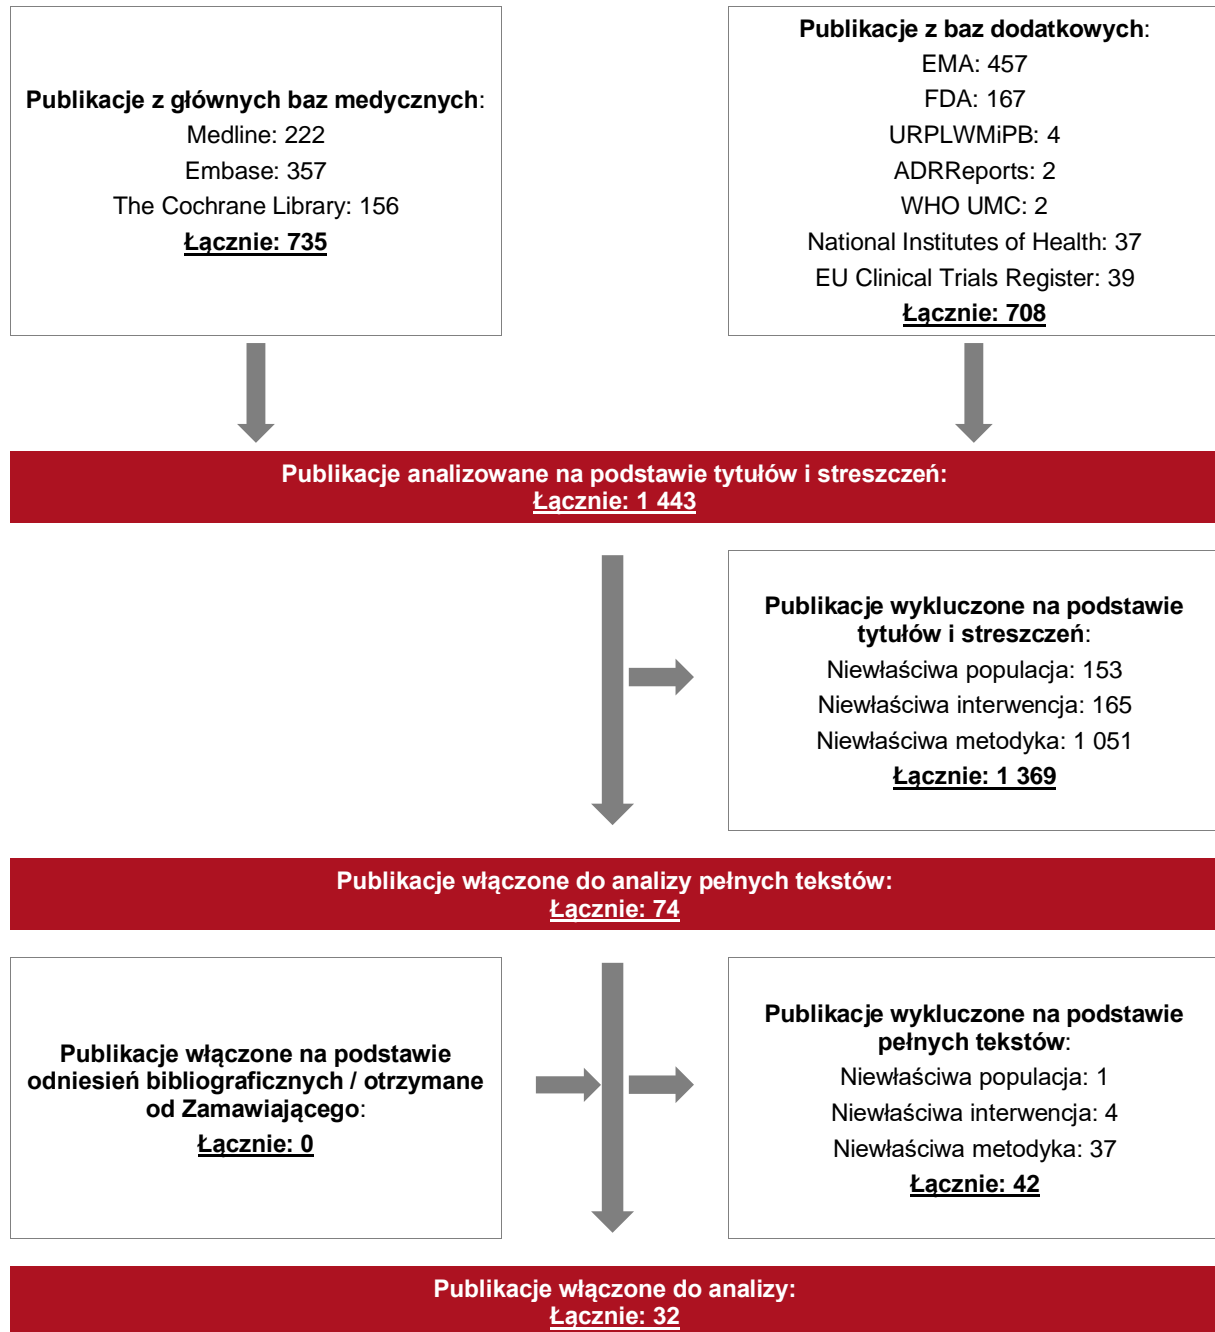 Publikacje z głównych baz medycznych:
Medline: 222
Embase: 357
The Cochrane Library: 156
Łącznie: 735
Publikacje z baz dodatkowych:
EMA: 457
FDA: 167
URPLWMiPB: 4
ADRReports: 2
WHO UMC: 2
National Institutes of Health: 37
EU Clinical Trials Register: 39
Łącznie: 708
Publikacje analizowane na podstawie tytułów i streszczeń:
Łącznie: 1 443
Publikacje wykluczone na podstawie
tytułów i streszczeń:
Niewłaściwa populacja: 153
Niewłaściwa interwencja: 165
Niewłaściwa metodyka: 1 051
Łącznie: 1 369
Publikacje włączone do analizy pełnych tekstów:
Łącznie: 74
Publikacje włączone na podstawie
odniesień bibliograficznych / otrzymane
od Zamawiającego:
Łącznie: 0
Publikacje wykluczone na podstawie
pełnych tekstów:
Niewłaściwa populacja: 1
Niewłaściwa interwencja: 4
Niewłaściwa metodyka: 37
Łącznie: 42
Publikacje włączone do analizy:
Łącznie: 32